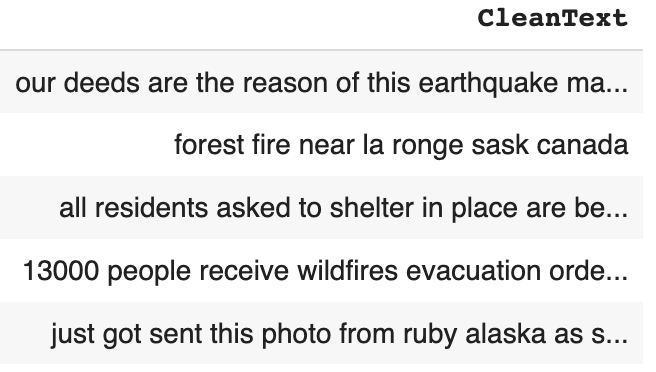 CleanText
our deeds are the reason of this earthquake ma...
forest fire near la ronge sask canada
all residents asked to shelter in place are be...
13000 people receive wildfires evacuation orde...
just got sent this photo from ruby alaska as s...